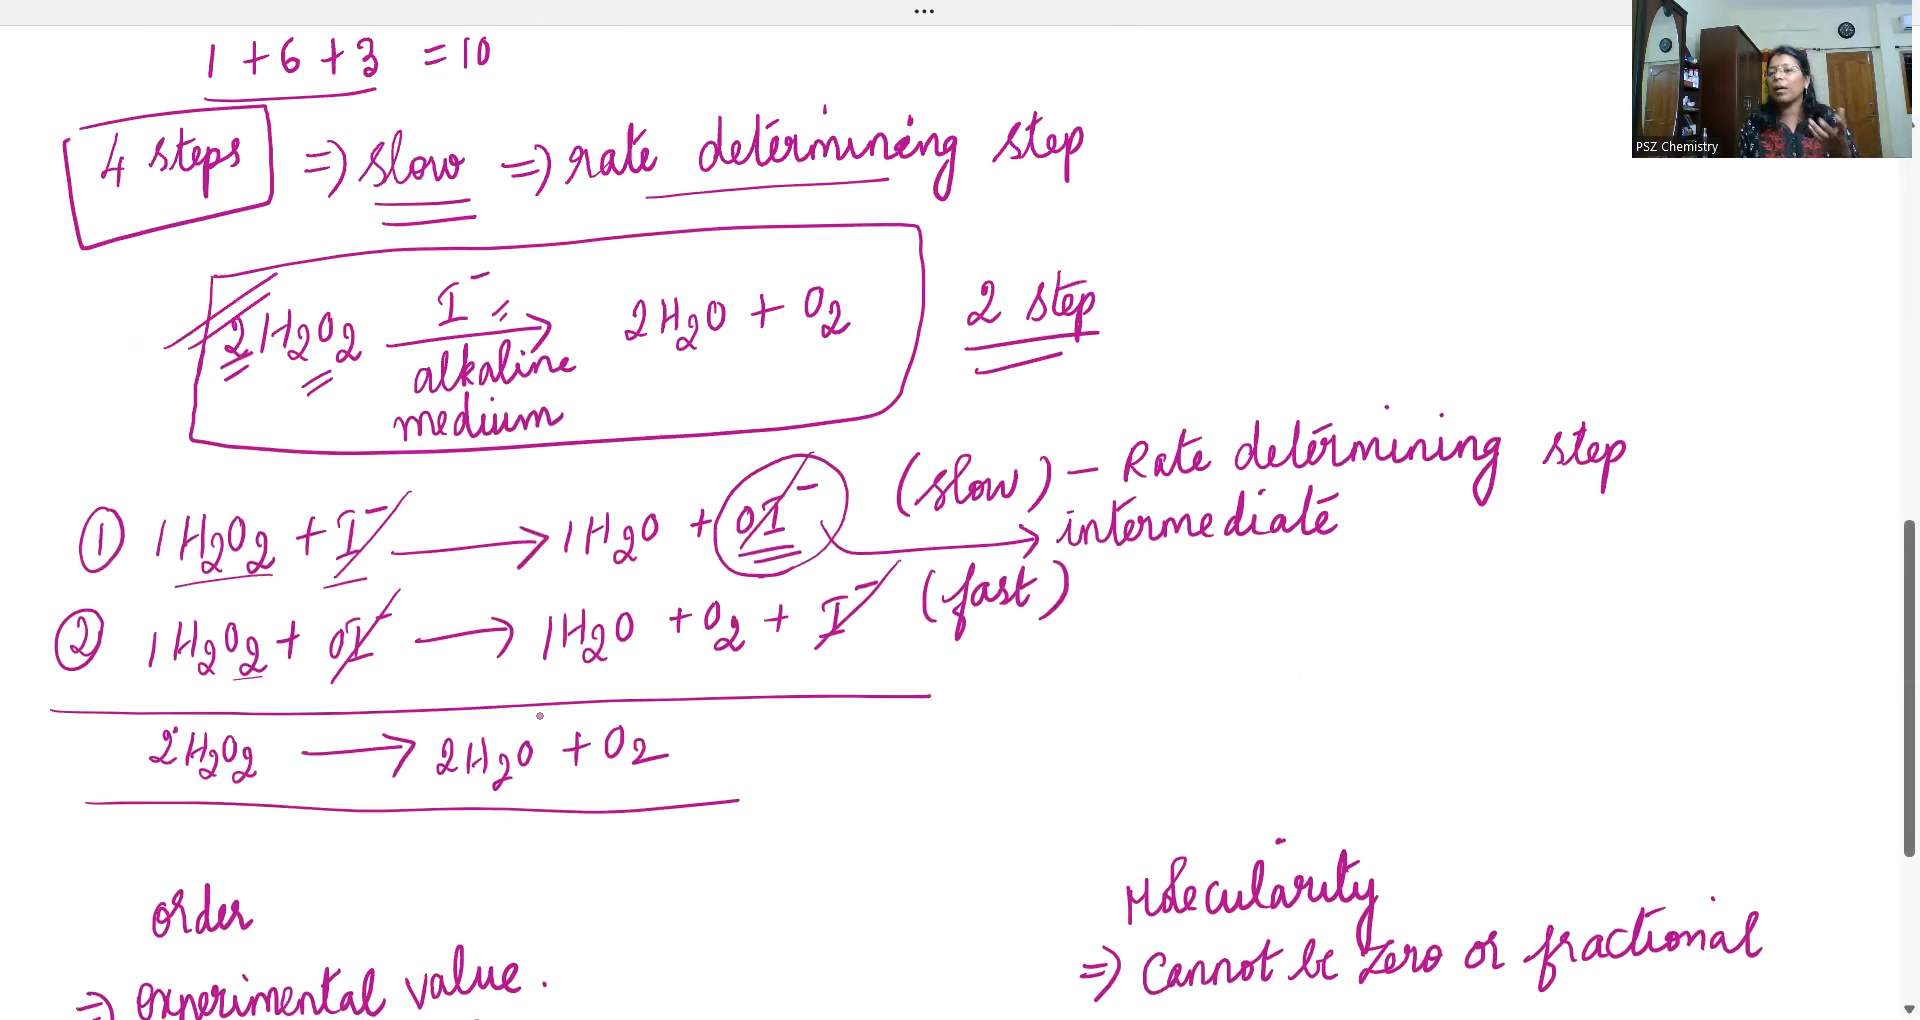 ...
1 + 6 + 3 = 10
PSZ Chemistry
4 steps ⇒ slow ⇒ rate determining step
2H₂O₂ I⁻ → alkaline medium 2H₂O + O₂ 2 step
① 1H₂O₂ + I⁻ → 1H₂O + OI⁻ (slow) – Rate determining step
intermediate
② 1H₂O₂ + OI⁻ → 1H₂O + O₂ + I⁻ (fast)
2H₂O₂ → 2H₂O + O₂
order
⇒ experimental value.
Molecularity
⇒ Cannot be zero or fractional